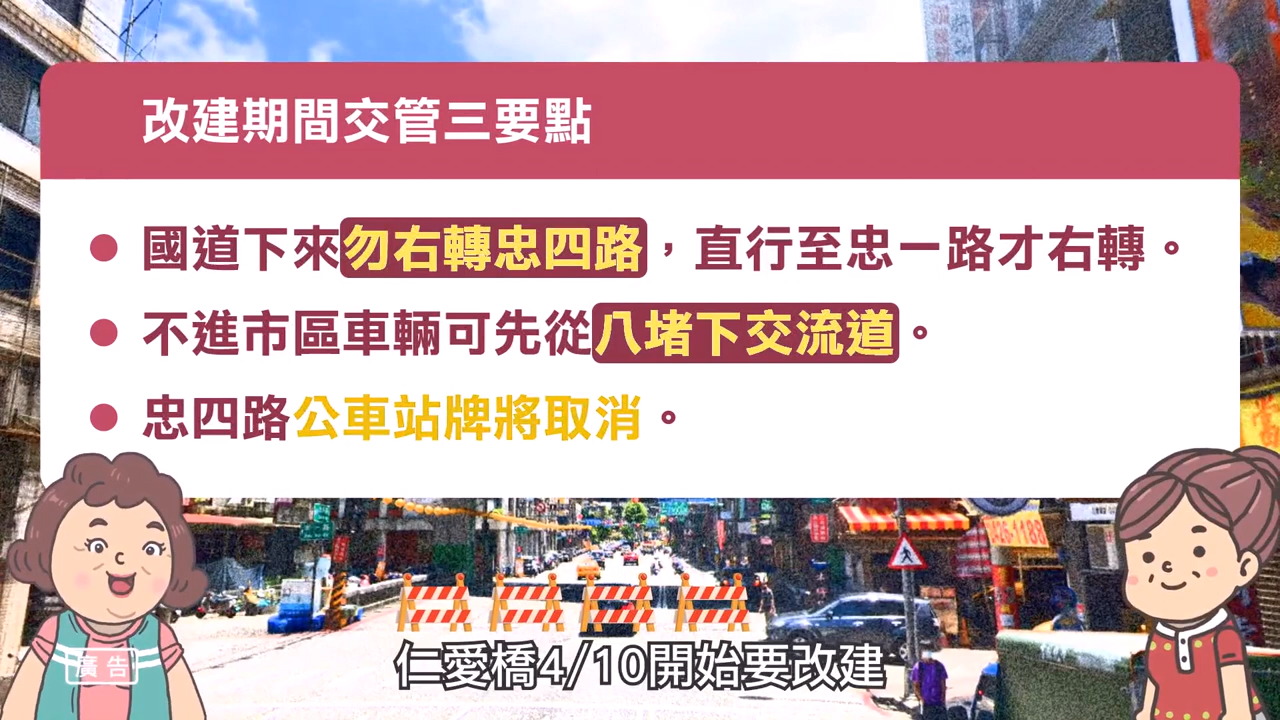 改建期間交管三要點
國道下來勿右轉忠四路，直行至忠一路才右轉。
不進市區車輛可先從八堵下交流道。
忠四路公車站牌將取消。
326-1188
廣告
仁愛橋4/10開始要改建